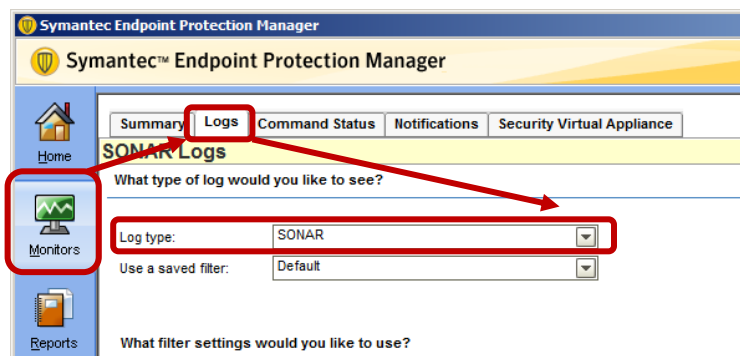 Symantec Endpoint Protection Manager
Symantec™ Endpoint Protection Manager
Summary Logs Command Status Notifications Security Virtual Appliance
Home
SONAR Logs
What type of log would you like to see?
Log type: SONAR
Monitors
Use a saved filter: Default
Reports
What filter settings would you like to use?